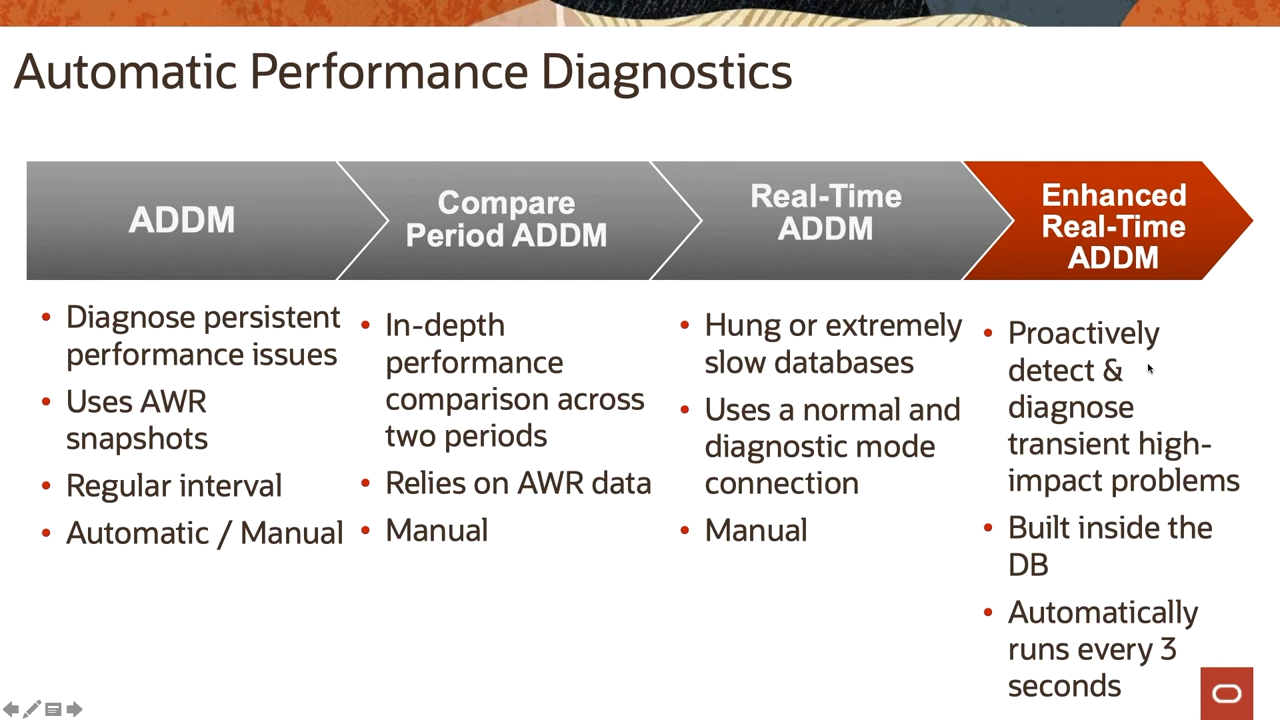 Automatic Performance Diagnostics
ADDM
Compare
Period ADDM
Real-Time
ADDM
Enhanced
Real-Time
ADDM
• Diagnose persistent
performance issues
• Uses AWR
snapshots
• Regular interval
• Automatic / Manual
• In-depth
performance
comparison across
two periods
• Relies on AWR data
• Manual
• Hung or extremely
slow databases
• Uses a normal and
diagnostic mode
connection
• Manual
• Proactively
detect &
diagnose
transient high-
impact problems
• Built inside the
DB
• Automatically
runs every 3
seconds